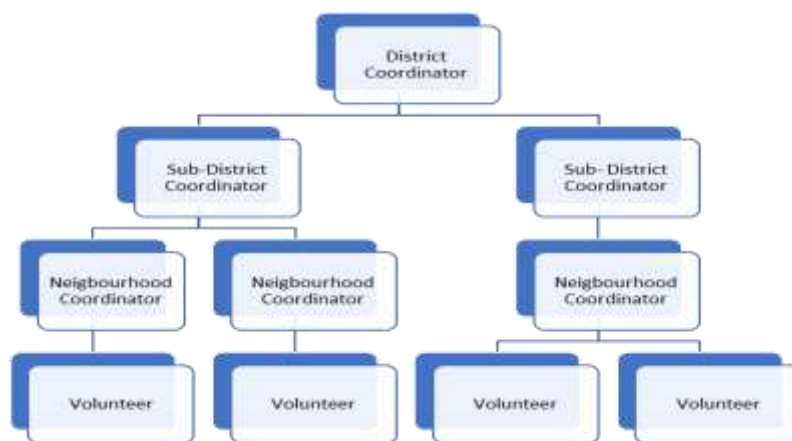 District
Coordinator
Sub-District
Coordinator
Sub- District
Coordinator
Neigbourhood
Coordinator
Neigbourhood
Coordinator
Neigbourhood
Coordinator
Volunteer
Volunteer
Volunteer
Volunteer